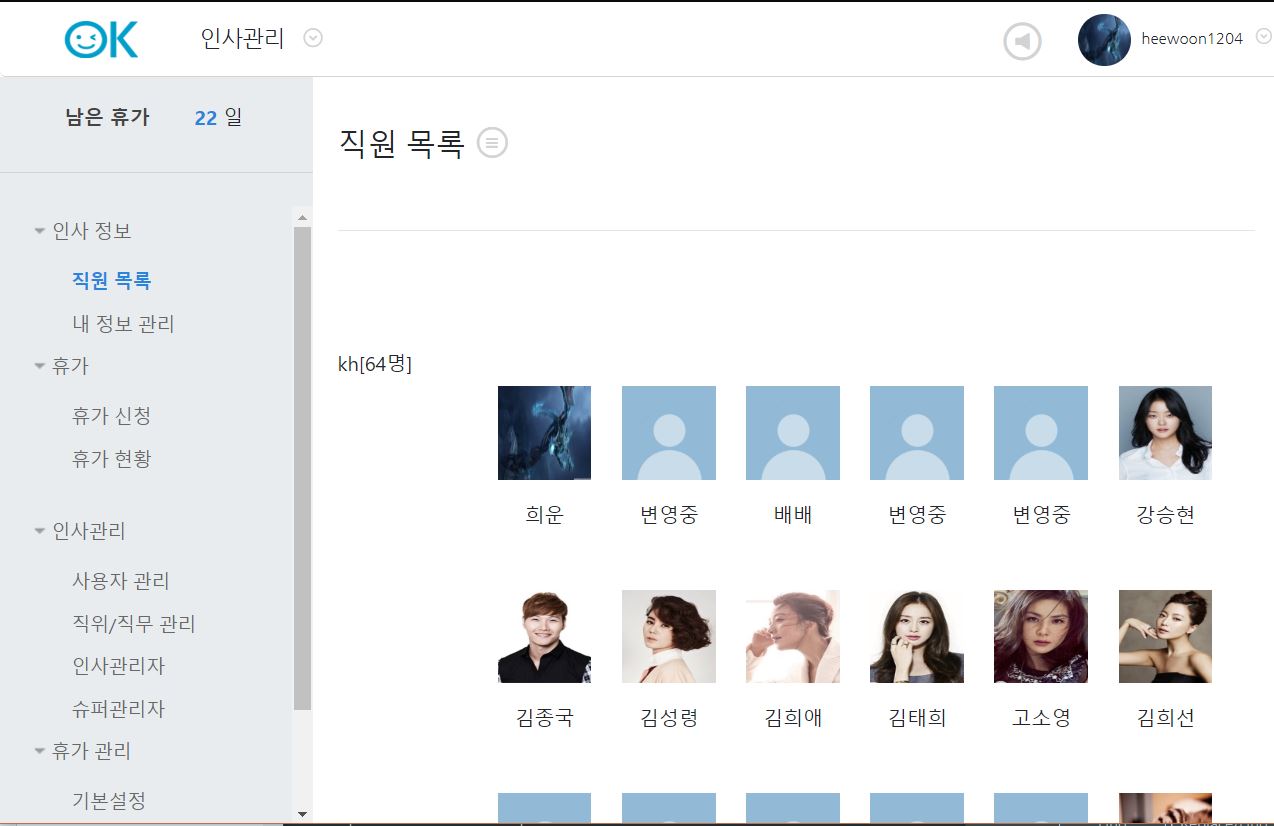 OK
인사관리
heewoon1204
남은 휴가 22 일
인사 정보
직원 목록
내 정보 관리
휴가
휴가 신청
휴가 현황
인사관리
사용자 관리
직위/직무 관리
인사관리자
슈퍼관리자
휴가 관리
기본설정
직원 목록
kh[64명]
희운 변영중 배배 변영중 변영중 강승현
김종국 김성령 김희애 김태희 고소영 김희선